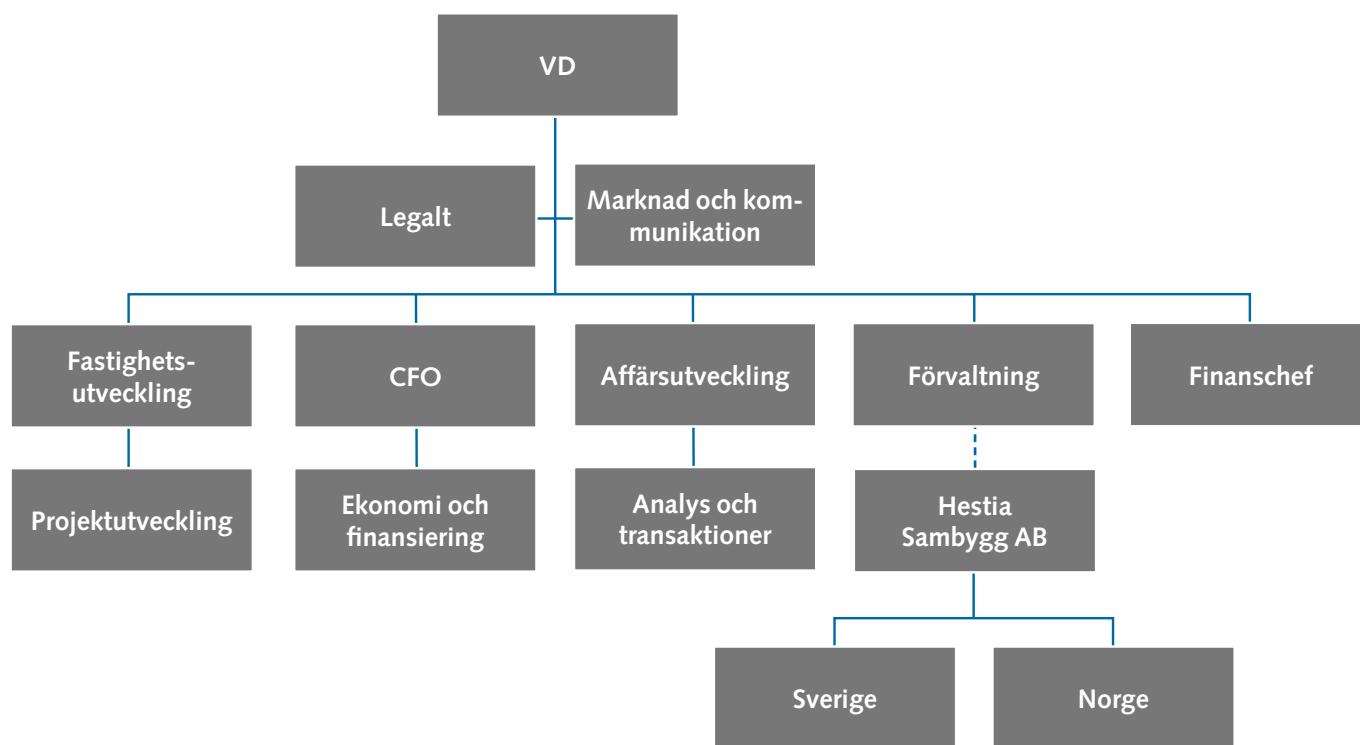 VD
Legalt
Marknad och kom-
munikation
Fastighets-
utveckling
CFO
Affärsutveckling
Förvaltning
Finanschef
Projektutveckling
Ekonomi och
finansiering
Analys och
transaktioner
Hestia
Sambygg AB
Sverige
Norge